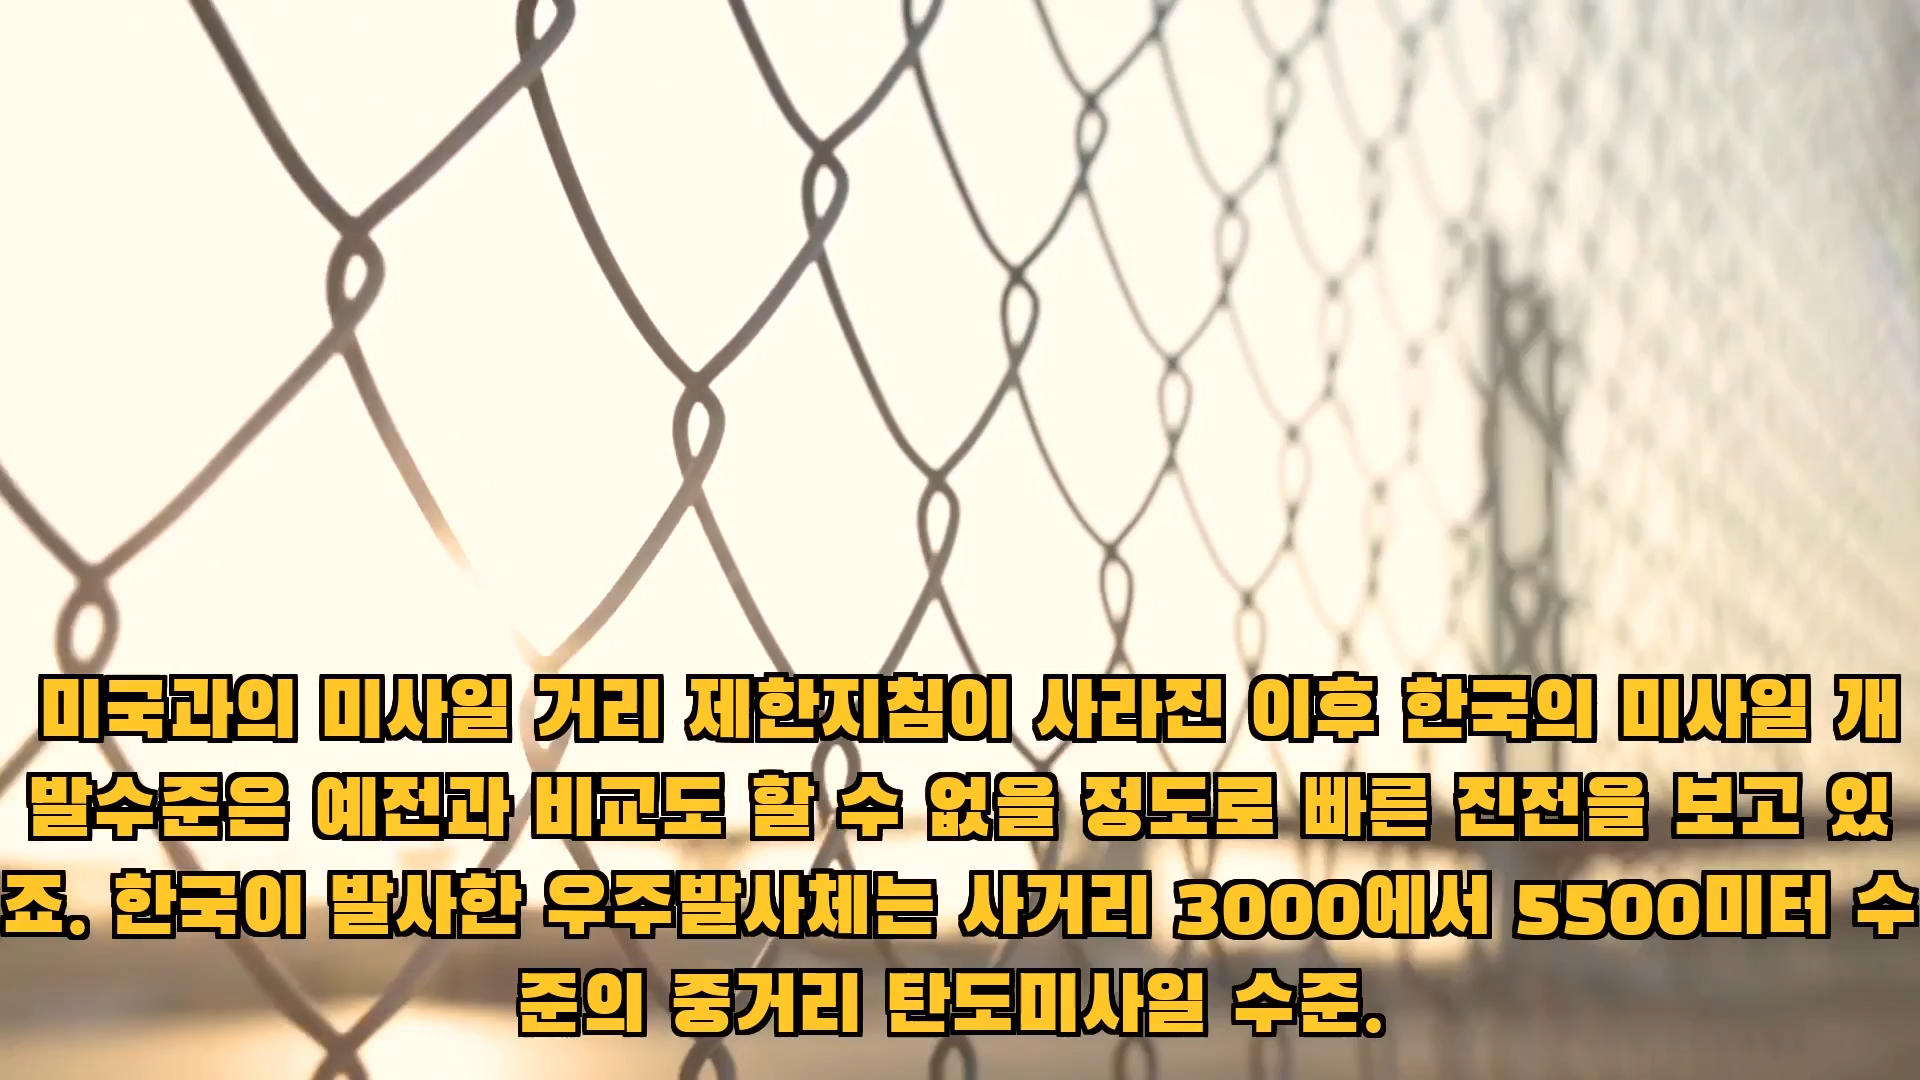 미국과의 미사일 거리 제한지침이 사라진 이후 한국의 미사일 개
발수준은 예전과 비교도 할 수 없을 정도로 빠른 진전을 보고 있
죠. 한국이 발사한 우주발사체는 사거리 3000에서 5500미터 수
준의 중거리 탄도미사일 수준.